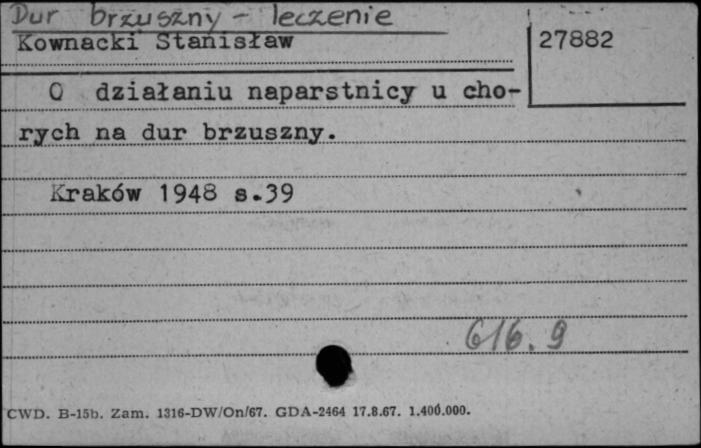 Dur brzuszny - leczenie
Kownacki Stanisław
27882
O działaniu naparstnicy u cho-
rych na dur brzuszny.
Kraków 1948 s.39
616.9
CWD. B-15b. Zam. 1316-DW/On/67. GDA-2464 17.8.67. 1.400.000.